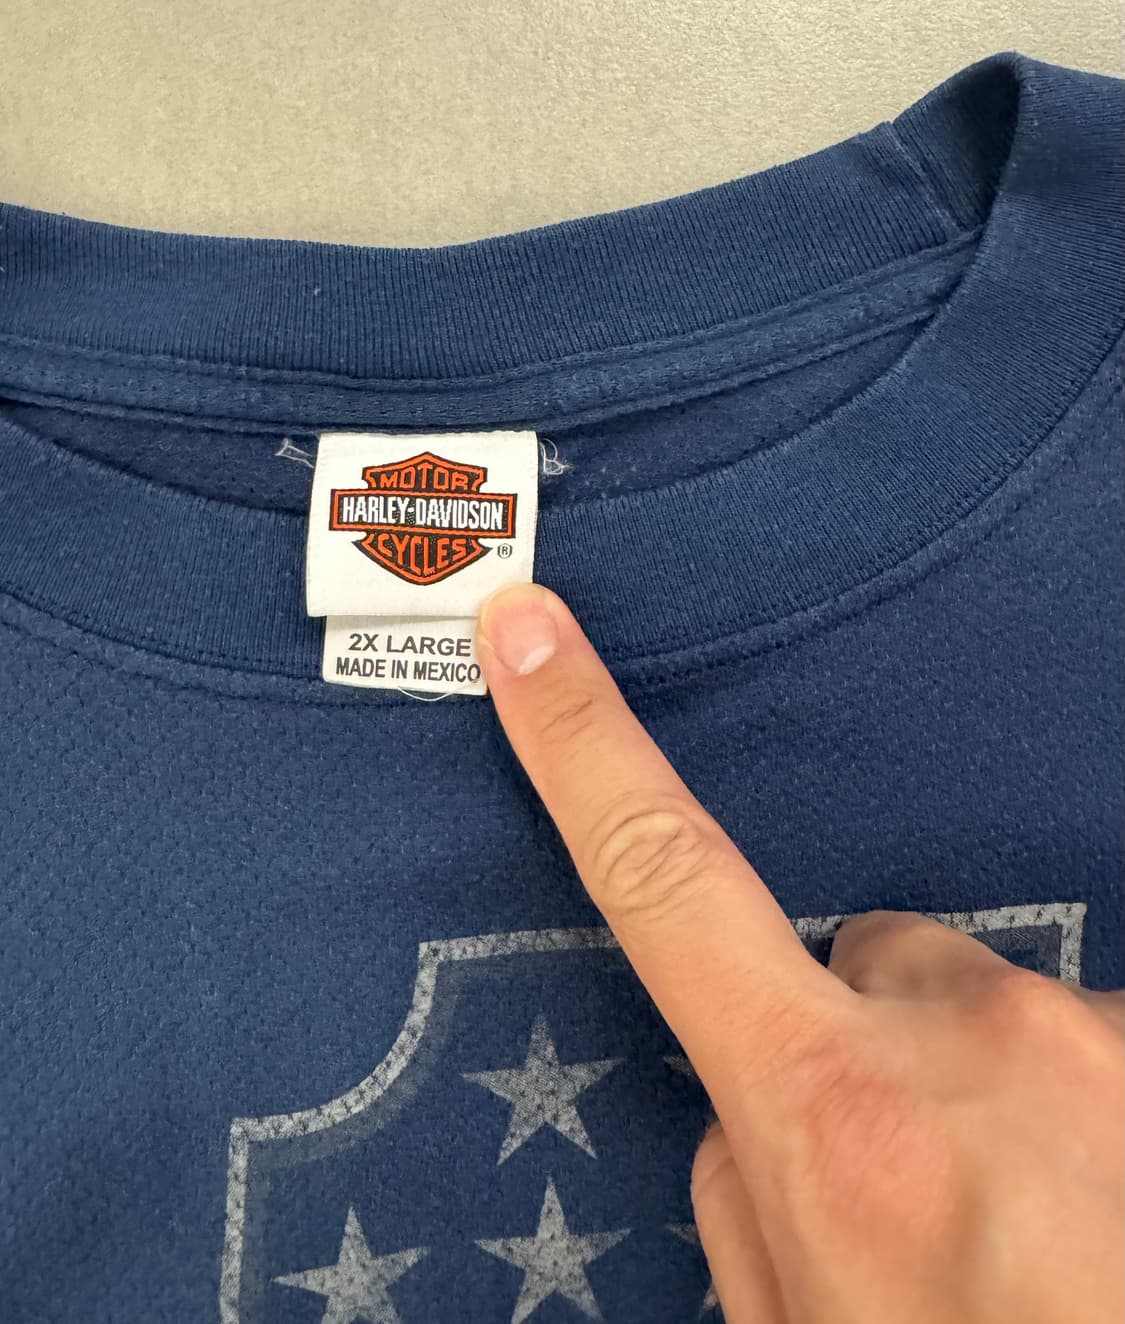 MOTOR
HARLEY-DAVIDSON
CYCLES ®
2X LARGE
MADE IN MEXICO